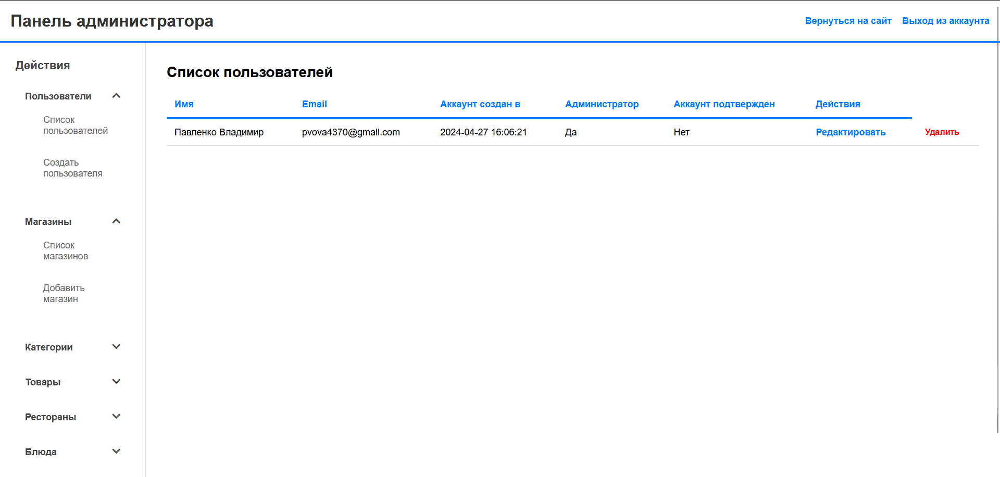 Панель администратора
Вернуться на сайт
Выход из аккаунта
Действия
Пользователи
Список
пользователей
Создать
пользователя
Магазины
Список
магазинов
Добавить
магазин
Категории
Товары
Рестораны
Блюда
Список пользователей
Имя Email Аккаунт создан в Администратор Аккаунт подтвержден Действия
Павленко Владимир pvova4370@gmail.com 2024-04-27 16:06:21 Да Нет Редактировать Удалить